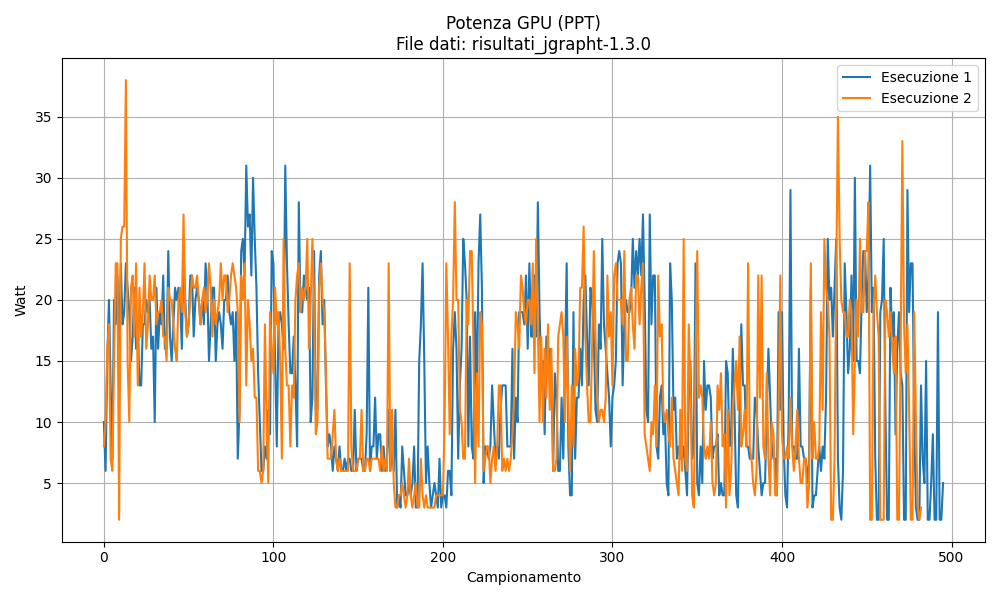 Potenza GPU (PPT)
File dati: risultati_jgrapht-1.3.0
Esecuzione 1
Esecuzione 2
Watt
35
30
25
20
15
10
5
0
100
200
300
400
500
Campionamento